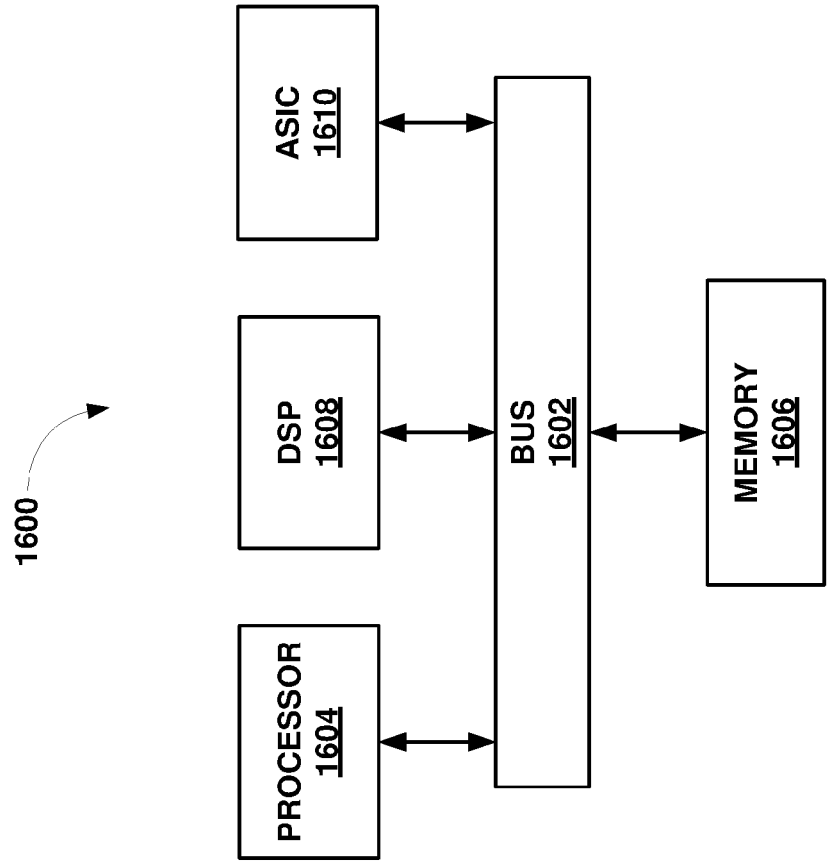 1600
PROCESSOR
1604
DSP
1608
ASIC
1610
BUS
1602
MEMORY
1606